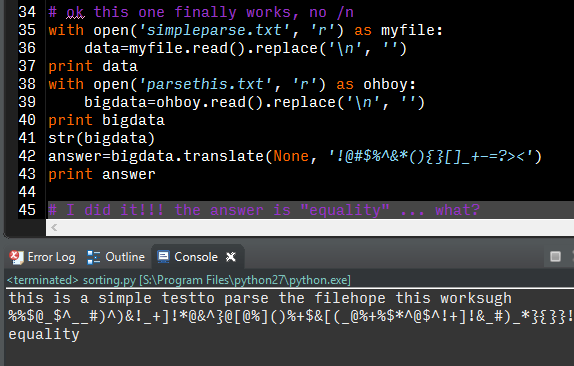 34 # ok this one finally works, no /n
35 with open('simpleparse.txt', 'r') as myfile:
36     data=myfile.read().replace('\n', '')
37 print data
38 with open('parsethis.txt', 'r') as ohboy:
39     bigdata=ohboy.read().replace('\n', '')
40 print bigdata
41 str(bigdata)
42 answer=bigdata.translate(None, '!@#$%^&*(){}[]_+-=?><')
43 print answer
44
45 # I did it!!! the answer is "equality" ... what?
Error Log Outline Console
<terminated> sorting.py [S:\Program Files\python27\python.exe]
this is a simple testto parse the filehope this worksugh
%%$@_$^__#)^)&!_+]!*@&^}@[@%]()%+$&[(_@%+%$*^@$^!+]!&_#)_*}{}}!
equality